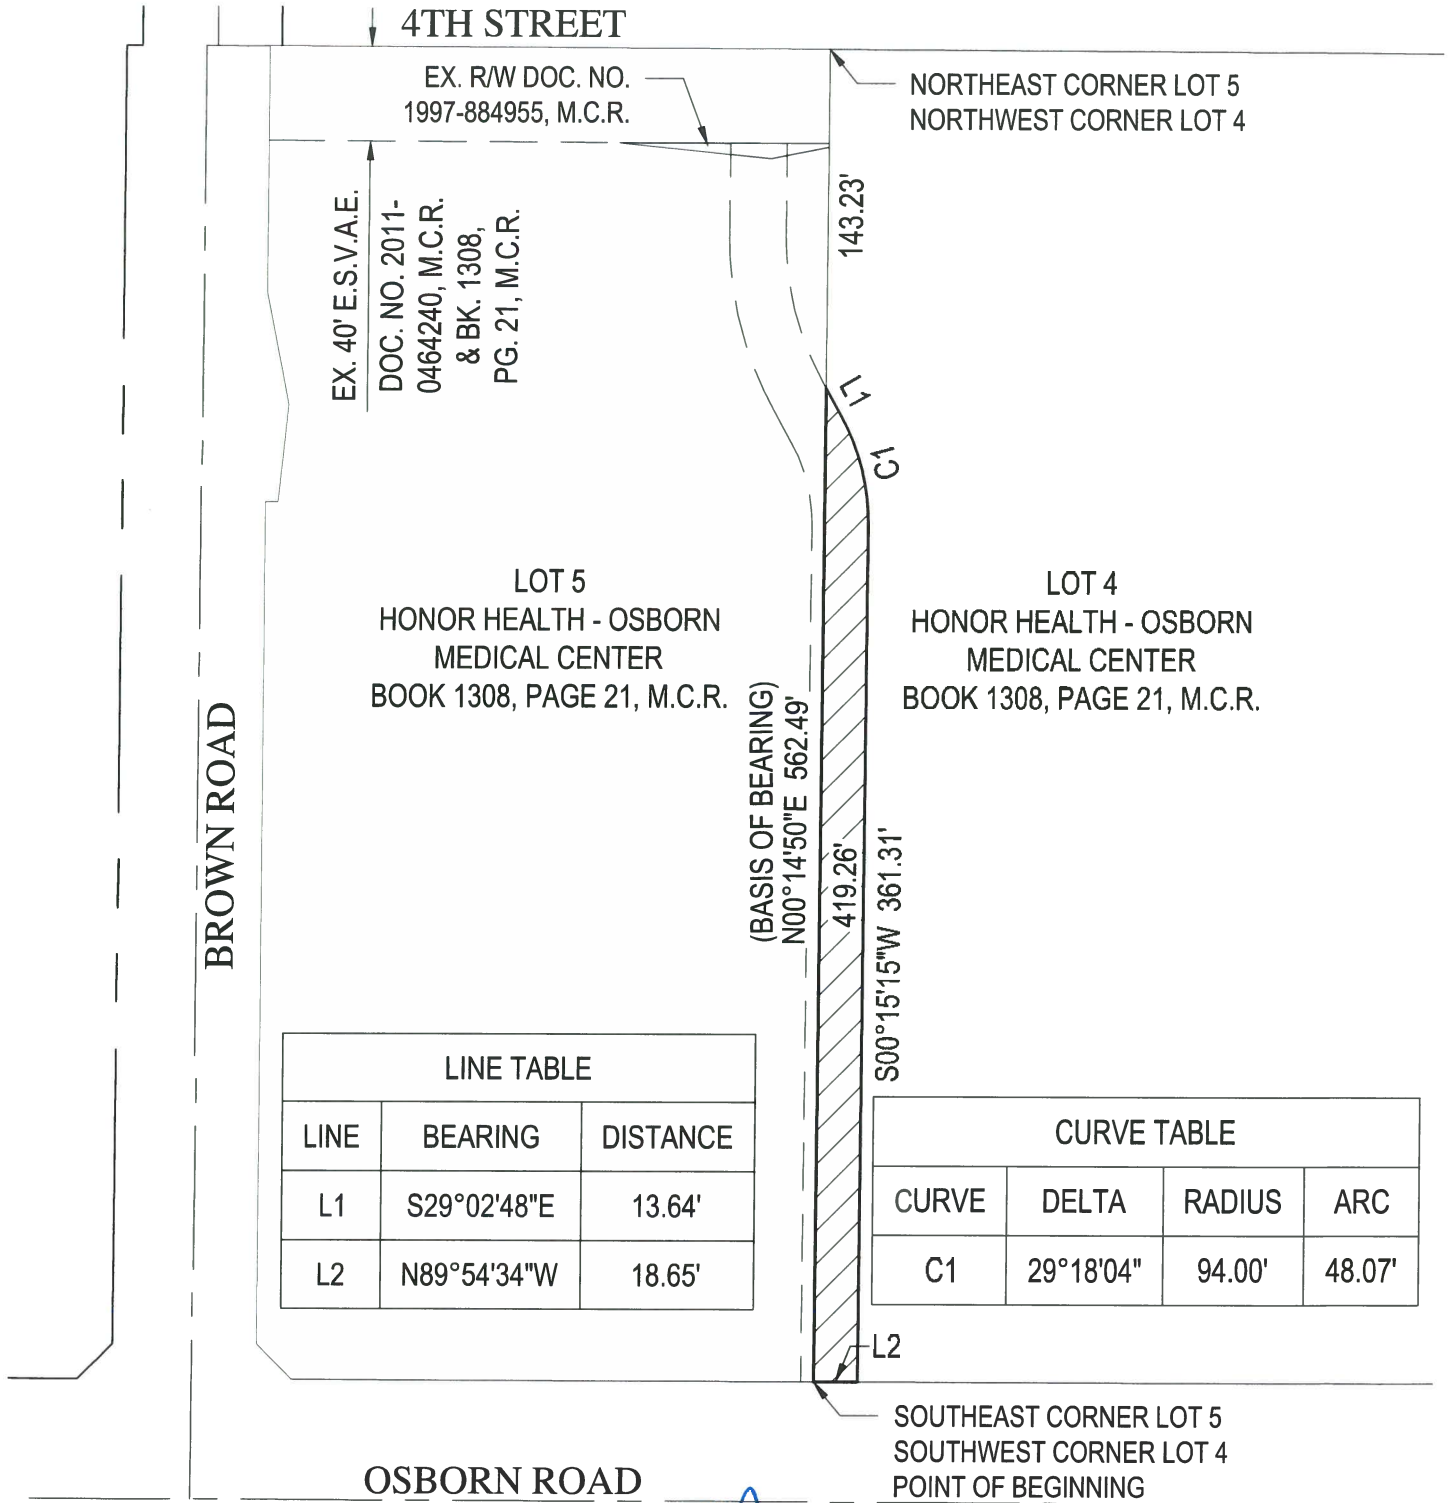 4TH STREET
EX. R/W DOC. NO.
1997-884955, M.C.R.
NORTHEAST CORNER LOT 5
NORTHWEST CORNER LOT 4
143.23'
EX. 40' E.S.V.A.E.
DOC. NO. 2011-
0464240, M.C.R.
& BK. 1308,
PG. 21, M.C.R.
L1
C1
LOT 5
HONOR HEALTH - OSBORN
MEDICAL CENTER
BOOK 1308, PAGE 21, M.C.R.
LOT 4
HONOR HEALTH - OSBORN
MEDICAL CENTER
BOOK 1308, PAGE 21, M.C.R.
BROWN ROAD
(BASIS OF BEARING)
N00°14'50"E 562.49'
419.26'
S00°15'15"W 361.31'
LINE TABLE
LINE BEARING DISTANCE
L1 S29°02'48"E 13.64'
L2 N89°54'34"W 18.65'
CURVE TABLE
CURVE DELTA RADIUS ARC
C1 29°18'04" 94.00' 48.07'
L2
SOUTHEAST CORNER LOT 5
SOUTHWEST CORNER LOT 4
POINT OF BEGINNING
OSBORN ROAD